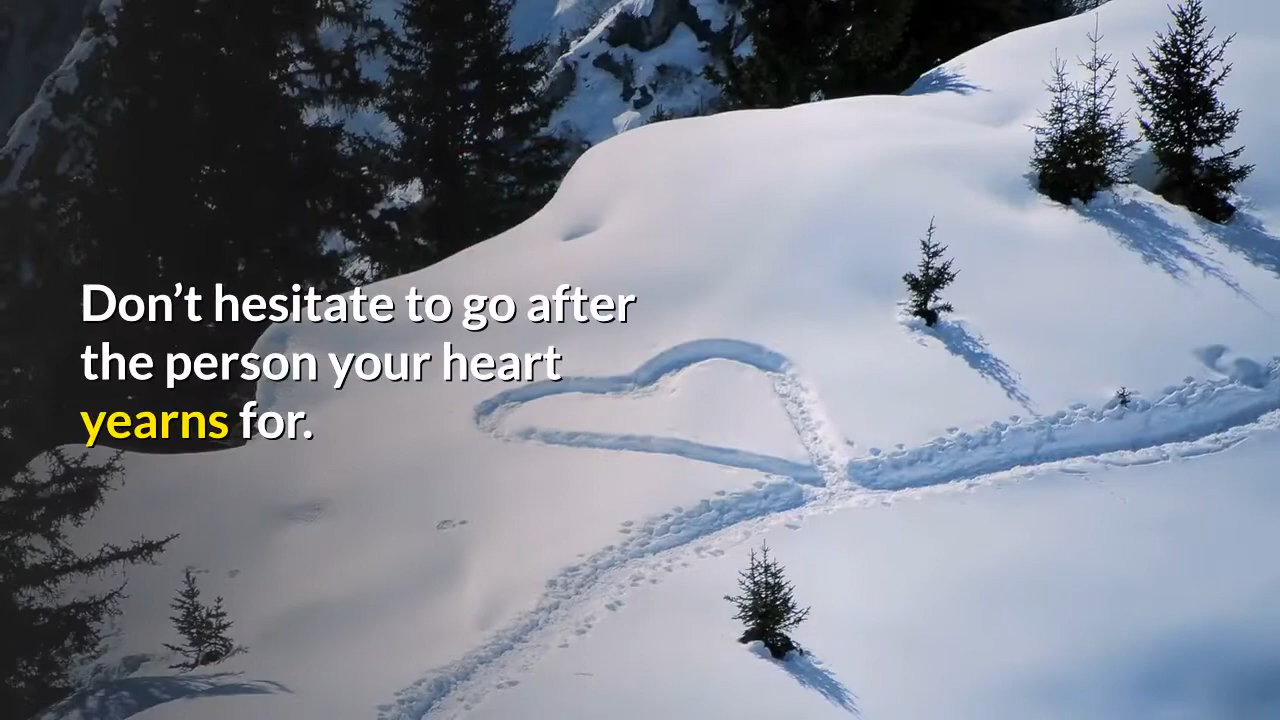 Don’t hesitate to go after
the person your heart
yearns for.